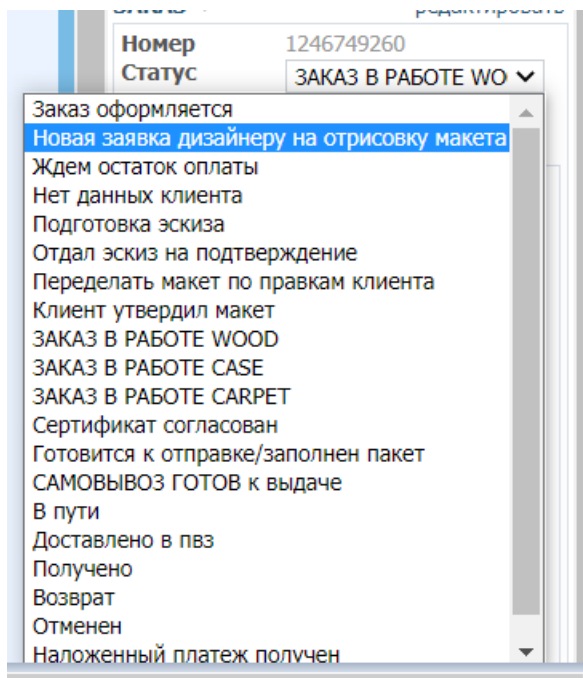 ЗАКАЗ
редактировать
Номер 1246749260
Статус ЗАКАЗ В РАБОТЕ WO
Заказ оформляется
Новая заявка дизайнеру на отрисовку макета
Ждем остаток оплаты
Нет данных клиента
Подготовка эскиза
Отдал эскиз на подтверждение
Переделать макет по правкам клиента
Клиент утвердил макет
ЗАКАЗ В РАБОТЕ WOOD
ЗАКАЗ В РАБОТЕ CASE
ЗАКАЗ В РАБОТЕ CARPET
Сертификат согласован
Готовится к отправке/заполнен пакет
САМОВЫВОЗ ГОТОВ к выдаче
В пути
Доставлено в пвз
Получено
Возврат
Отменен
Наложенный платеж получен